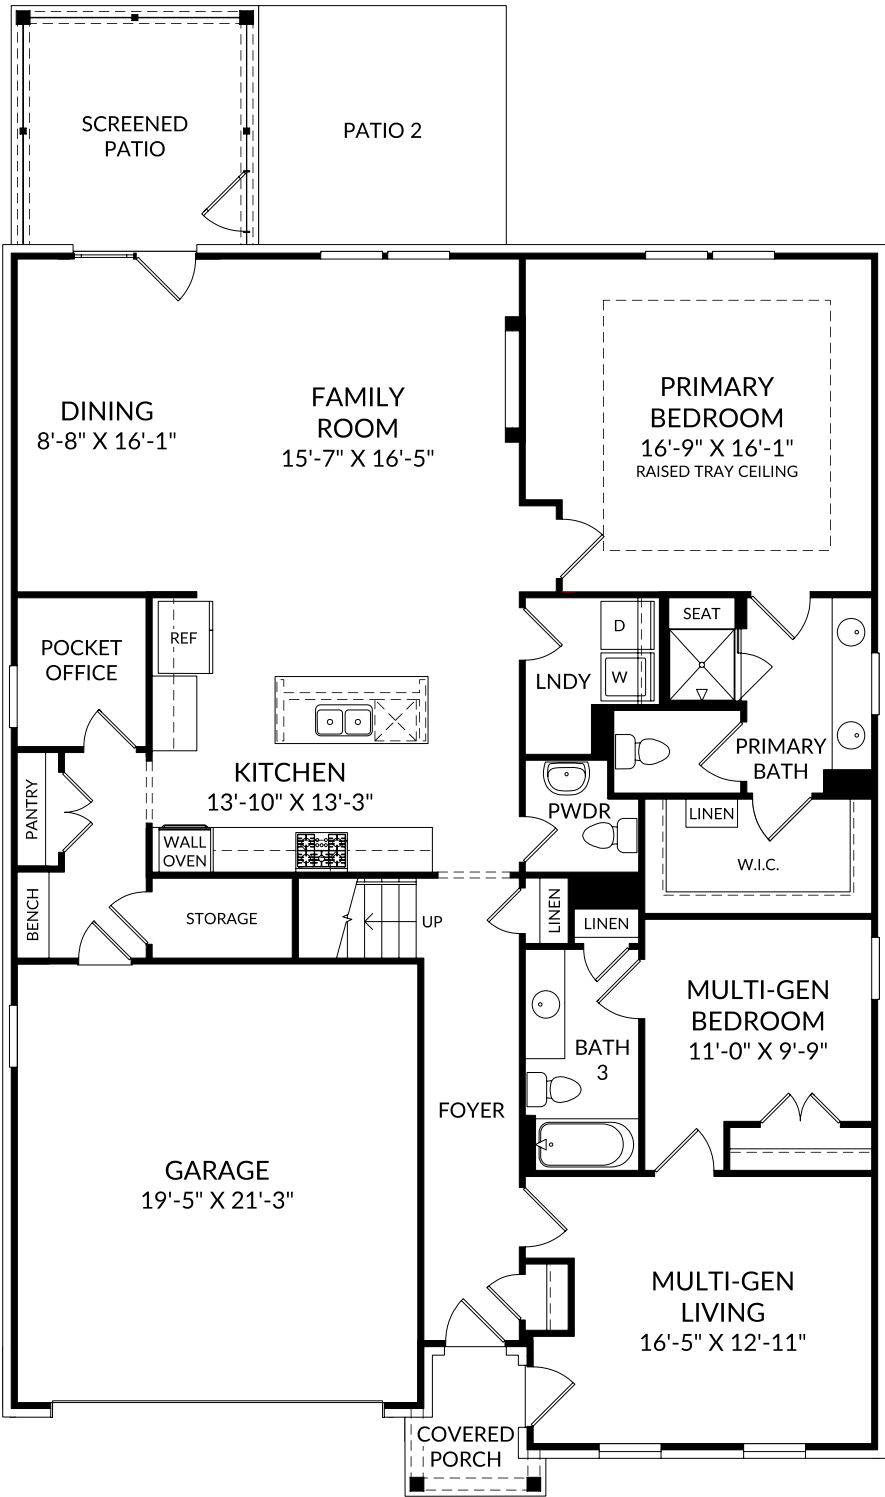 SCREENED
PATIO
PATIO 2
DINING
8'-8" X 16'-1"
FAMILY
ROOM
15'-7" X 16'-5"
PRIMARY
BEDROOM
16'-9" X 16'-1"
RAISED TRAY CEILING
POCKET
OFFICE
REF
LNDY
D
W
SEAT
PRIMARY
BATH
KITCHEN
13'-10" X 13'-3"
PANTRY
WALL
OVEN
PWDR
LINEN
W.I.C.
BENCH
STORAGE
UP
LINEN
LINEN
MULTI-GEN
BEDROOM
11'-0" X 9'-9"
BATH
3
FOYER
GARAGE
19'-5" X 21'-3"
MULTI-GEN
LIVING
16'-5" X 12'-11"
COVERED
PORCH